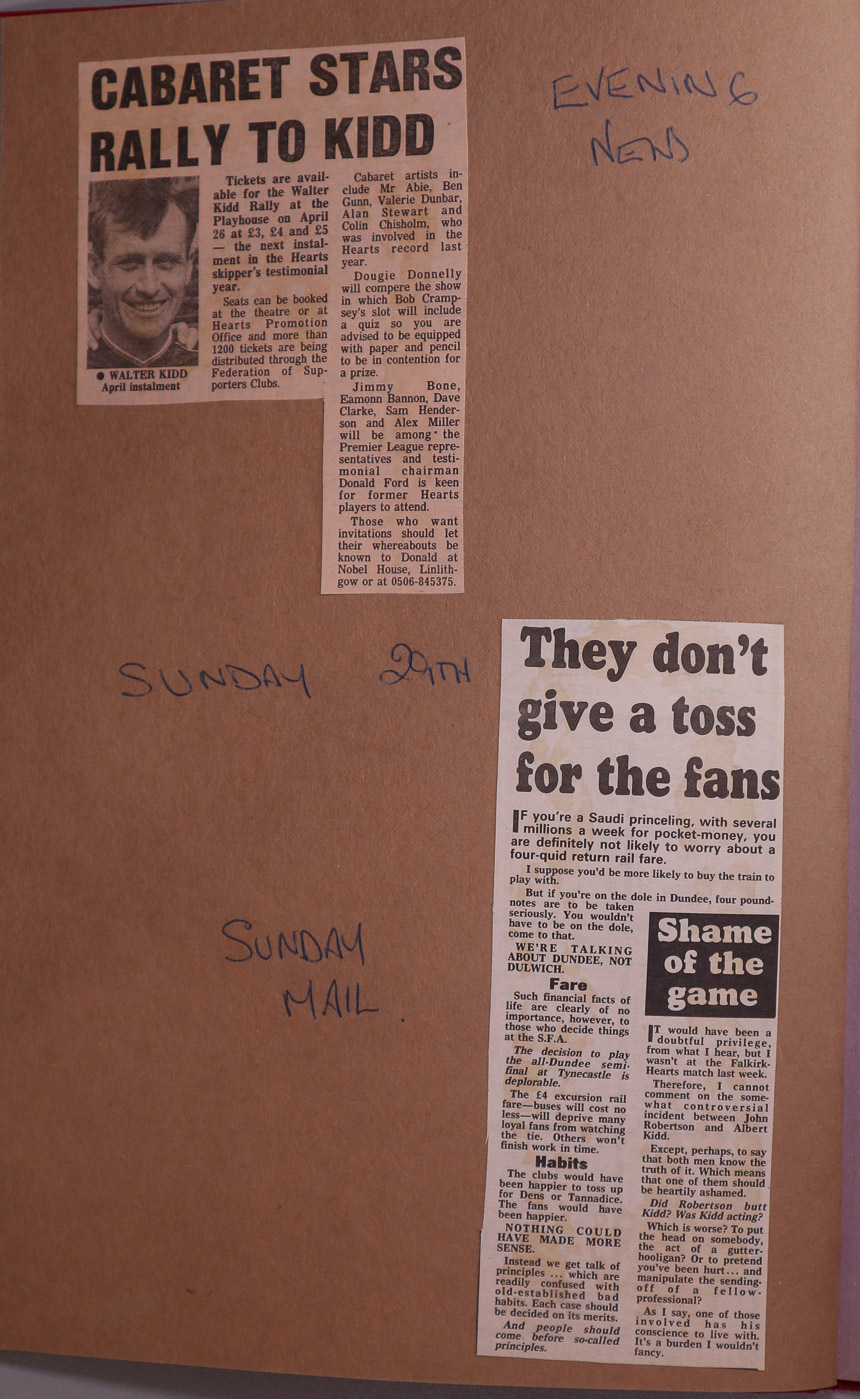 CABARET STARS
RALLY TO KIDD
Tickets are avail-
able for the Walter
Kidd Rally at the
Playhouse on April
26 at £3, £4 and £5
— the next instal-
ment in the Hearts
skipper's testimonial
year.
Seats can be booked
at the theatre or at
Hearts Promotion
Office and more than
1200 tickets are being
distributed through the
Federation of Sup-
porters Clubs.
● WALTER KIDD
April instalment
Cabaret artists in-
clude Mr Abie, Ben
Gunn, Valerie Dunbar,
Alan Stewart and
Colin Chisholm, who
was involved in the
Hearts record last
year.
Dougie Donnelly
will compere the show
in which Bob Cramp-
sey's slot will include
a quiz so you are
advised to be equipped
with paper and pencil
to be in contention for
a prize.
Jimmy Bone,
Eamonn Bannon, Dave
Clarke, Sam Hender-
son and Alex Miller
will be among the
Premier League repre-
sentatives and testi-
monial chairman
Donald Ford is keen
for former Hearts
players to attend.
Those who want
invitations should let
their whereabouts be
known to Donald at
Nobel House, Linlith-
gow or at 0506-845375.
EVENING
NEWS
SUNDAY 29TH
SUNDAY
MAIL.
They don't
give a toss
for the fans
IF you're a Saudi princeling, with several
millions a week for pocket-money, you
are definitely not likely to worry about a
four-quid return rail fare.
I suppose you'd be more likely to buy the train to
play with.
But if you're on the dole in Dundee, four pound-
notes are to be taken
seriously. You wouldn't
have to be on the dole,
come to that.
WE'RE TALKING
ABOUT DUNDEE, NOT
DULWICH.
Fare
Such financial facts of
life are clearly of no
importance, however, to
those who decide things
at the S.F.A.
The decision to play
the all-Dundee semi-
final at Tynecastle is
deplorable.
The £4 excursion rail
fare—buses will cost no
less—will deprive many
loyal fans from watching
the tie. Others won't
finish work in time.
Habits
The clubs would have
been happier to toss up
for Dens or Tannadice.
The fans would have
been happier.
NOTHING COULD
HAVE MADE MORE
SENSE.
Instead we get talk of
principles ... which are
readily confused with
old-established bad
habits. Each case should
be decided on its merits.
And people should
come before so-called
principles.
Shame
of the
game
IT would have been a
doubtful privilege,
from what I hear, but I
wasn't at the Falkirk-
Hearts match last week.
Therefore, I cannot
comment on the some-
what controversial
incident between John
Robertson and Albert
Kidd.
Except, perhaps, to say
that both men know the
truth of it. Which means
that one of them should
be heartily ashamed.
Did Robertson butt
Kidd? Was Kidd acting?
Which is worse? To put
the head on somebody,
the act of a gutter-
hooligan? Or to pretend
you've been hurt... and
manipulate the sending-
off of a fellow-
professional?
As I say, one of those
involved has his
conscience to live with.
It's a burden I wouldn't
fancy.